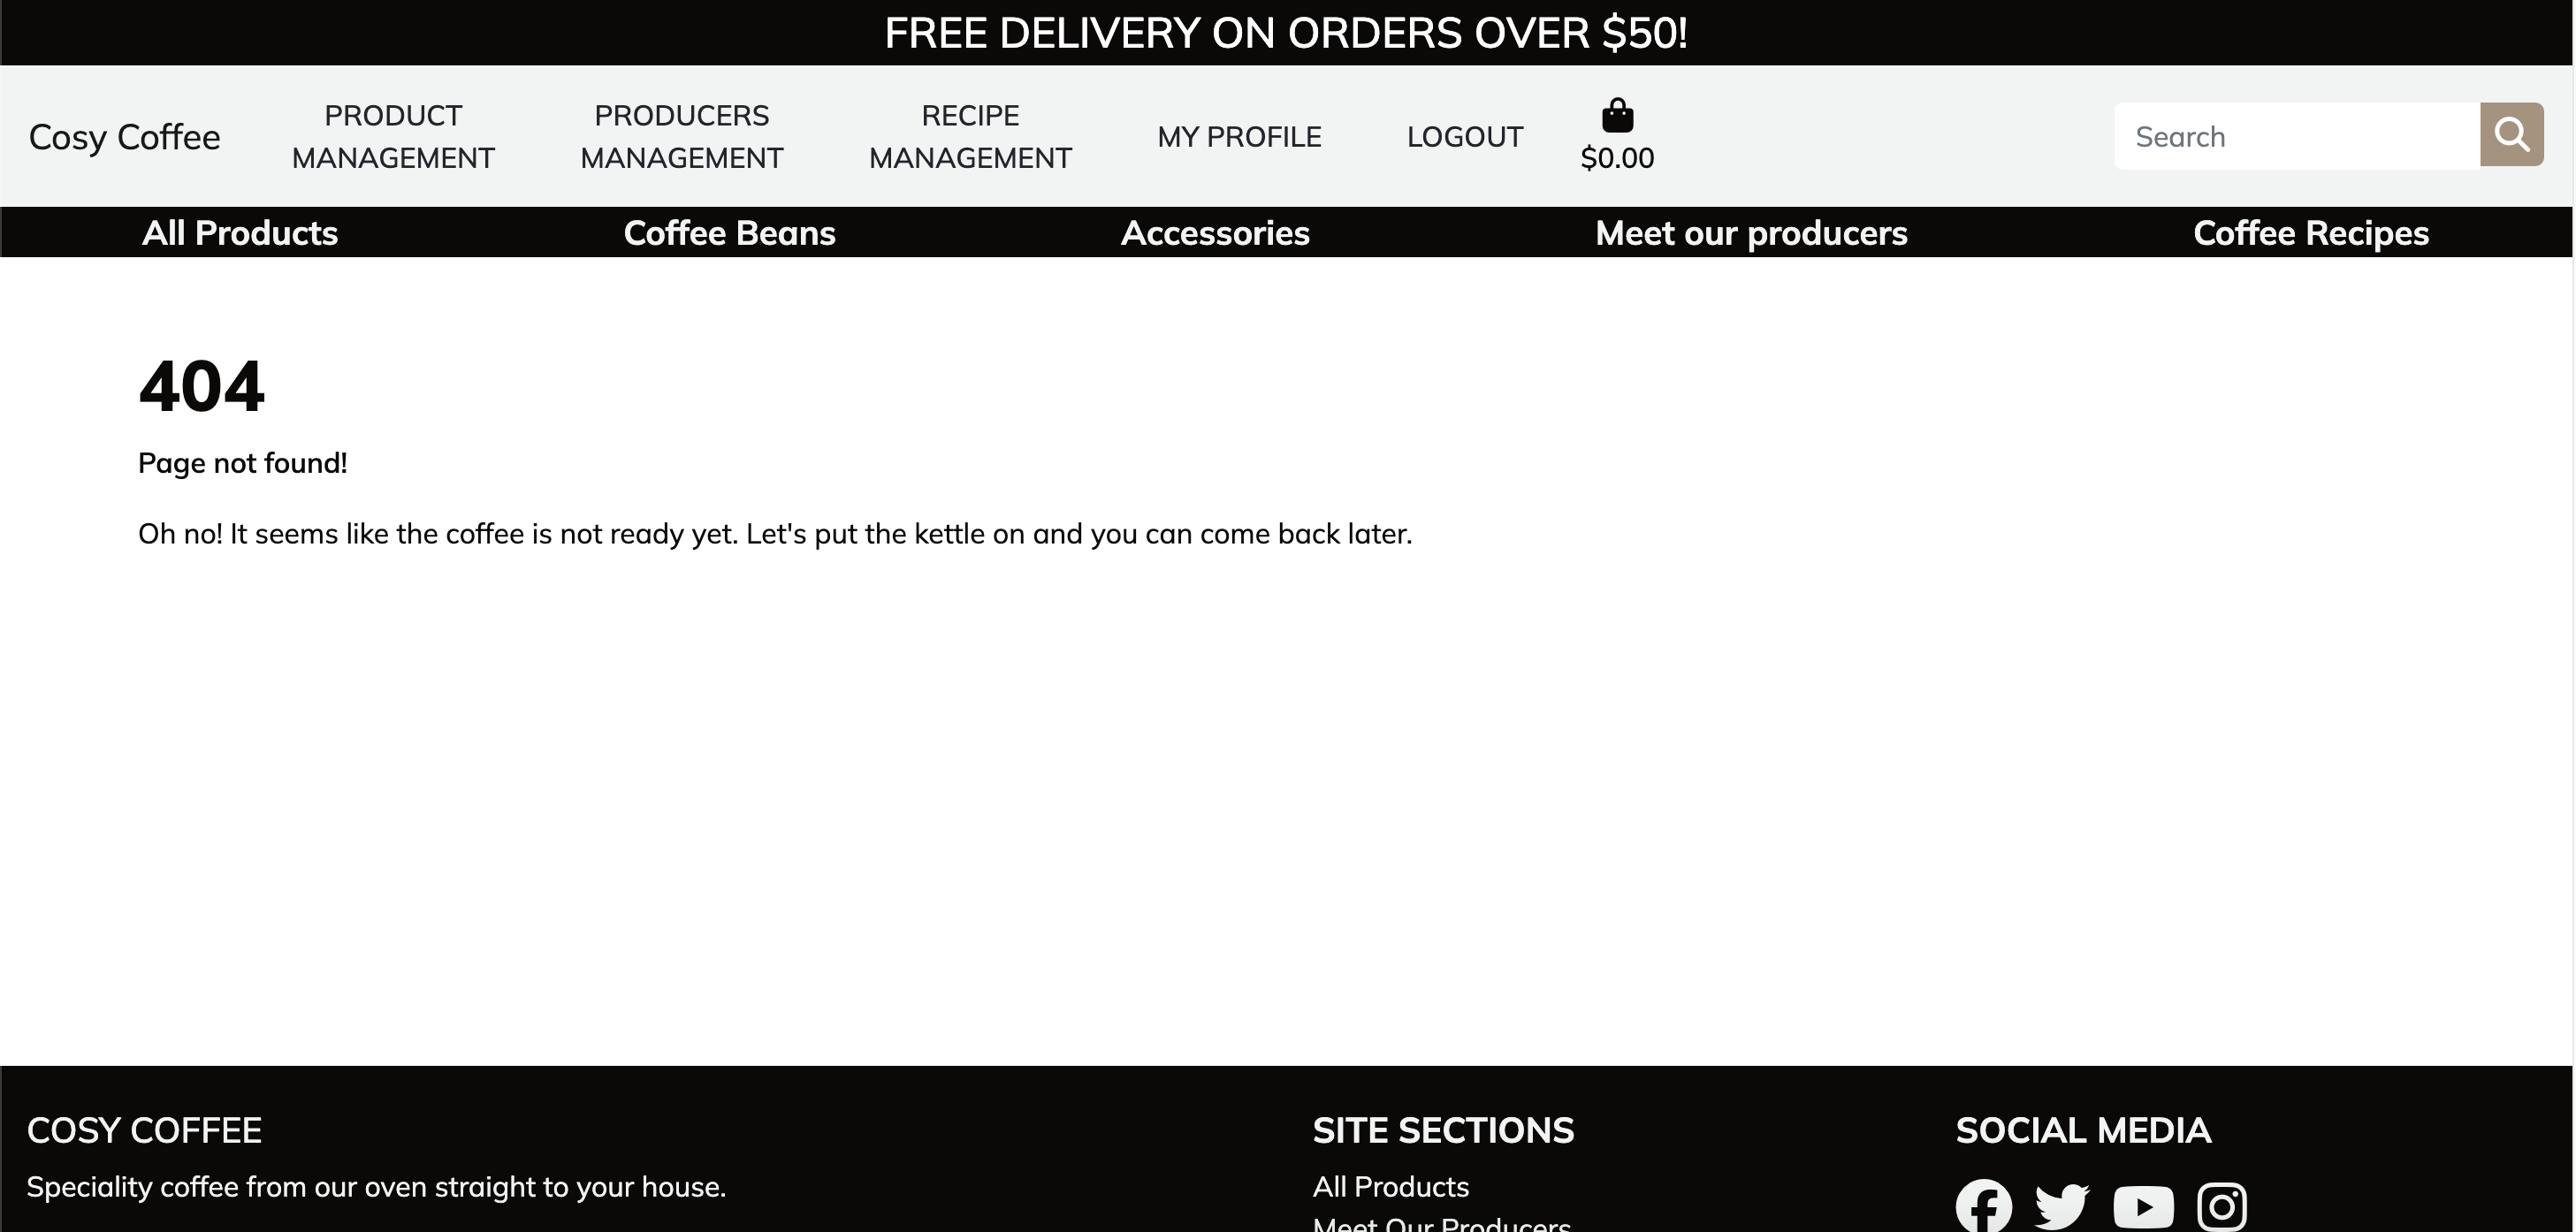 FREE DELIVERY ON ORDERS OVER $50!
Cosy Coffee
PRODUCT
MANAGEMENT
PRODUCERS
MANAGEMENT
RECIPE
MANAGEMENT
MY PROFILE
LOGOUT
$0.00
Search
All Products
Coffee Beans
Accessories
Meet our producers
Coffee Recipes
404
Page not found!
Oh no! It seems like the coffee is not ready yet. Let's put the kettle on and you can come back later.
COSY COFFEE
Speciality coffee from our oven straight to your house.
SITE SECTIONS
All Products
Meet Our Producers
SOCIAL MEDIA